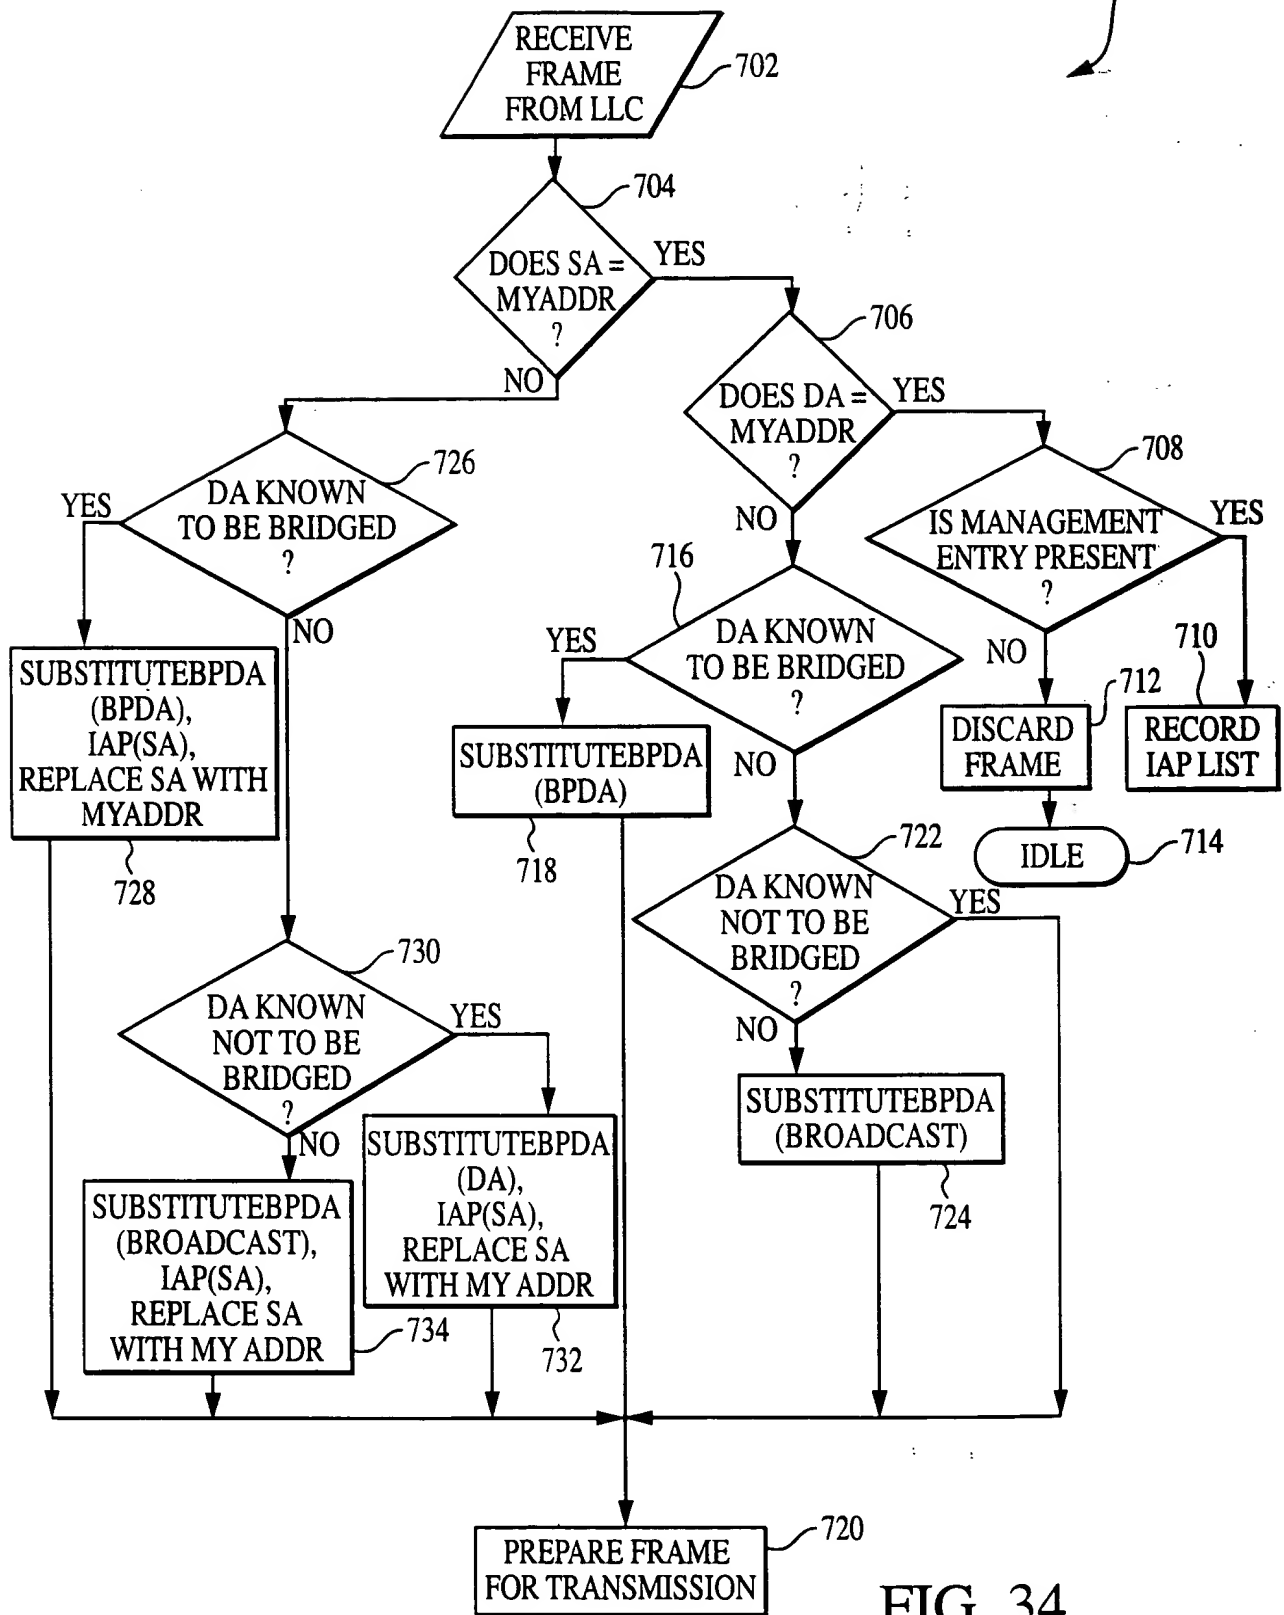 RECEIVE
FRAME
FROM LLC
702
704
DOES SA =
MYADDR
?
YES
NO
706
DOES DA =
MYADDR
?
YES
NO
708
IS MANAGEMENT
ENTRY PRESENT
?
YES
NO
710
RECORD
IAP LIST
712
DISCARD
FRAME
IDLE
714
726
DA KNOWN
TO BE BRIDGED
?
YES
NO
716
DA KNOWN
TO BE BRIDGED
?
YES
NO
SUBSTITUTEBPDA
(BPDA),
IAP(SA),
REPLACE SA WITH
MYADDR
728
SUBSTITUTEBPDA
(BPDA)
718
722
DA KNOWN
NOT TO BE
BRIDGED
?
YES
NO
730
DA KNOWN
NOT TO BE
BRIDGED
?
YES
NO
SUBSTITUTEBPDA
(BROADCAST)
724
SUBSTITUTEBPDA
(DA),
IAP(SA),
REPLACE SA
WITH MY ADDR
732
SUBSTITUTEBPDA
(BROADCAST),
IAP(SA),
REPLACE SA
WITH MY ADDR
734
PREPARE FRAME
FOR TRANSMISSION
720
FIG. 34